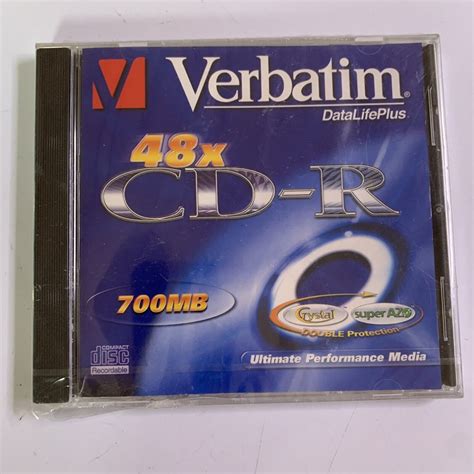 Verbatim®
DataLifePlus
48x
CD-R
700MB
Crystal super AZO
DOUBLE Protection
COMPACT
disc
Recordable
Ultimate Performance Media